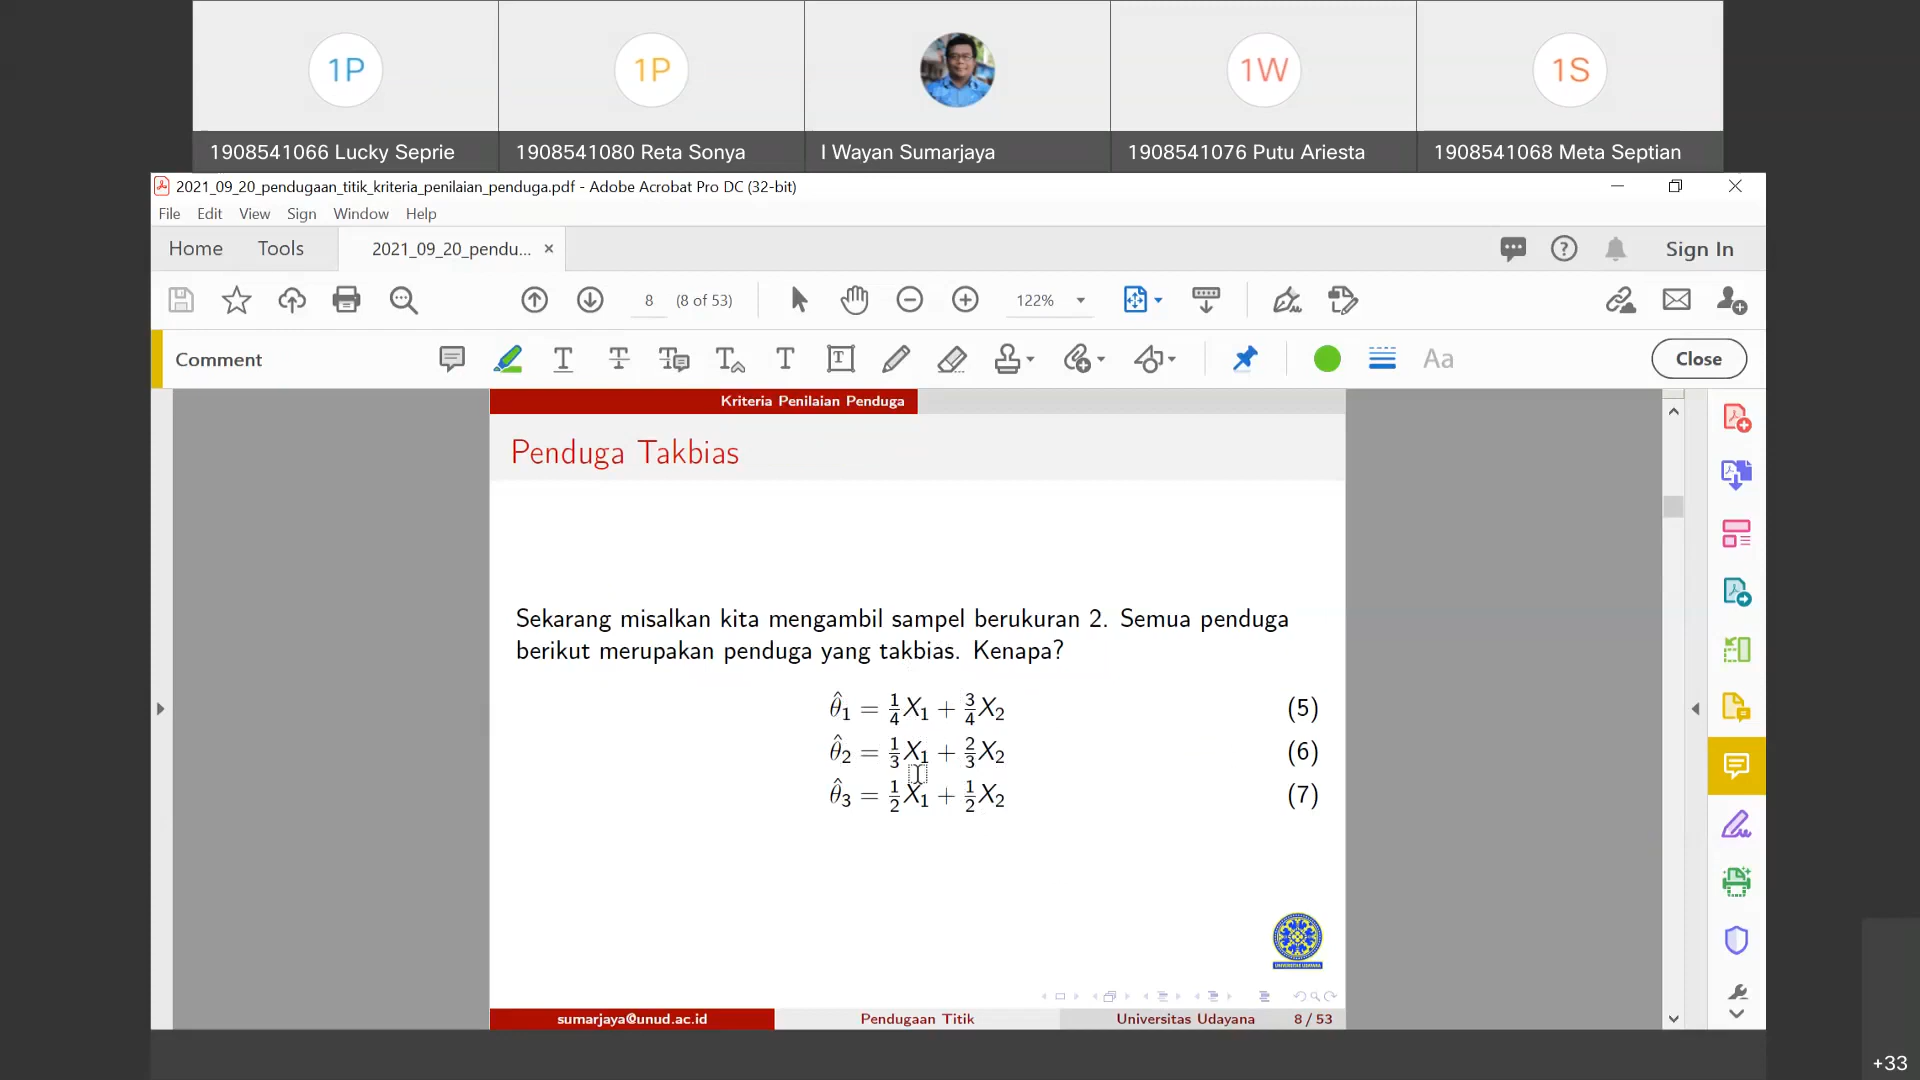 1P
1P
1W
1S
1908541066 Lucky Seprie
1908541080 Reta Sonya
I Wayan Sumarjaya
1908541076 Putu Ariesta
1908541068 Meta Septian
2021_09_20_pendugaan_titik_kriteria_penilaian_penduga.pdf - Adobe Acrobat Pro DC (32-bit)
File Edit View Sign Window Help
Home Tools 2021_09_20_pendu... × Sign In
8 (8 of 53) 122%
Comment T T T T T T Aa Close
Kriteria Penilaian Penduga
Penduga Takbias
Sekarang misalkan kita mengambil sampel berukuran 2. Semua penduga
berikut merupakan penduga yang takbias. Kenapa?
θ̂₁ = 1/4 X₁ + 3/4 X₂ (5)
θ̂₂ = 1/3 X₁ + 2/3 X₂ (6)
θ̂₃ = 1/2 X₁ + 1/2 X₂ (7)
UNIVERSITAS UDAYANA
sumarjaya@unud.ac.id Pendugaan Titik Universitas Udayana 8 / 53
+33